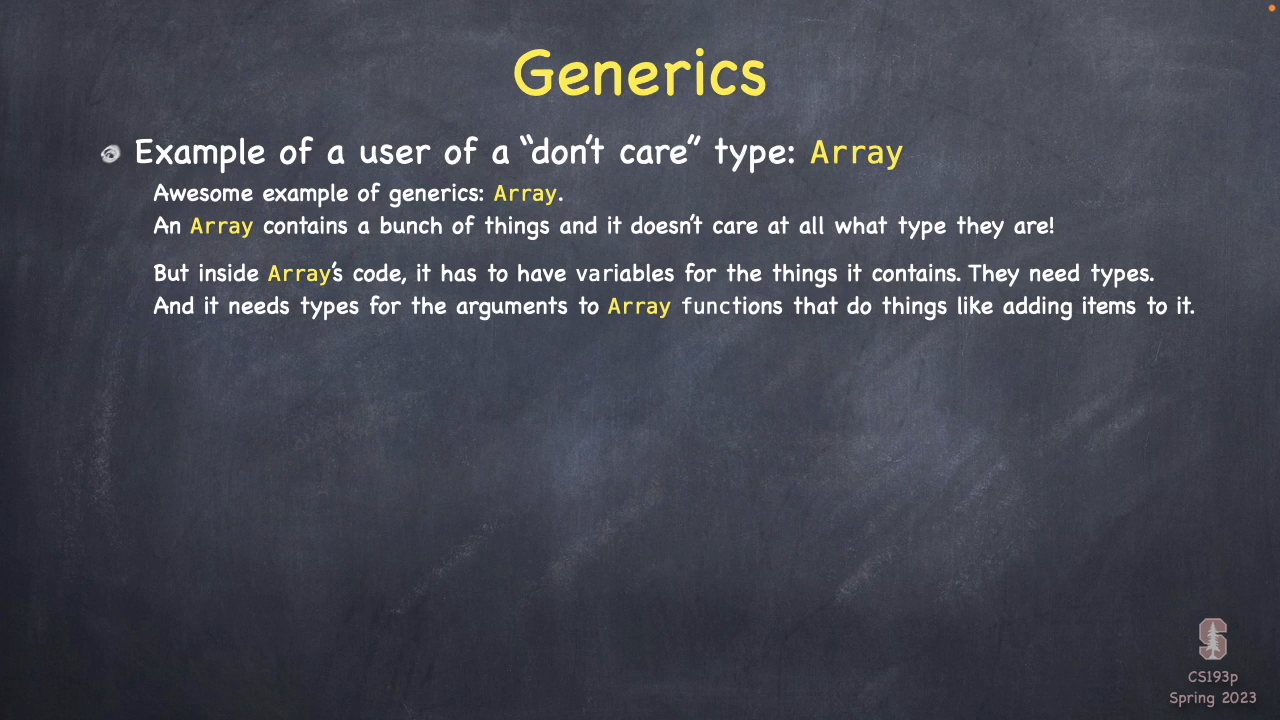 Generics
Example of a user of a “don’t care” type: Array
Awesome example of generics: Array.
An Array contains a bunch of things and it doesn’t care at all what type they are!
But inside Array’s code, it has to have variables for the things it contains. They need types.
And it needs types for the arguments to Array functions that do things like adding items to it.
S
CS193p
Spring 2023